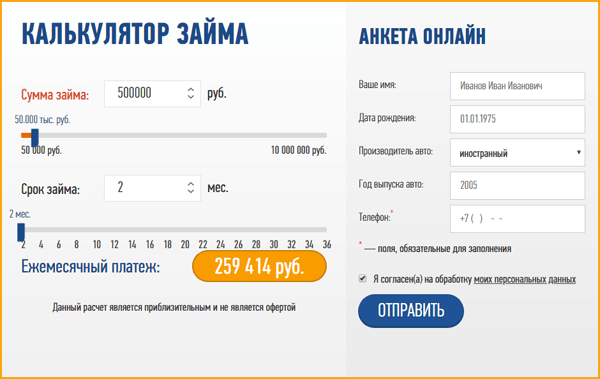 КАЛЬКУЛЯТОР ЗАЙМА
Сумма займа: 500000 руб.
50.000 тыс. руб.
50 000 руб. 10 000 000 руб.
Срок займа: 2 мес.
2 мес.
2 4 6 8 10 12 14 16 18 20 22 24 26 28 30 32 34 36
Ежемесячный платеж: 259 414 руб.
Данный расчет является приблизительным и не является офертой
АНКЕТА ОНЛАЙН
Ваше имя: Иванов Иван Иванович
Дата рождения: 01.01.1975
Производитель авто: иностранный
Год выпуска авто: 2005
Телефон:* +7 ( ) - -
* — поля, обязательные для заполнения
Я согласен(а) на обработку моих персональных данных
ОТПРАВИТЬ